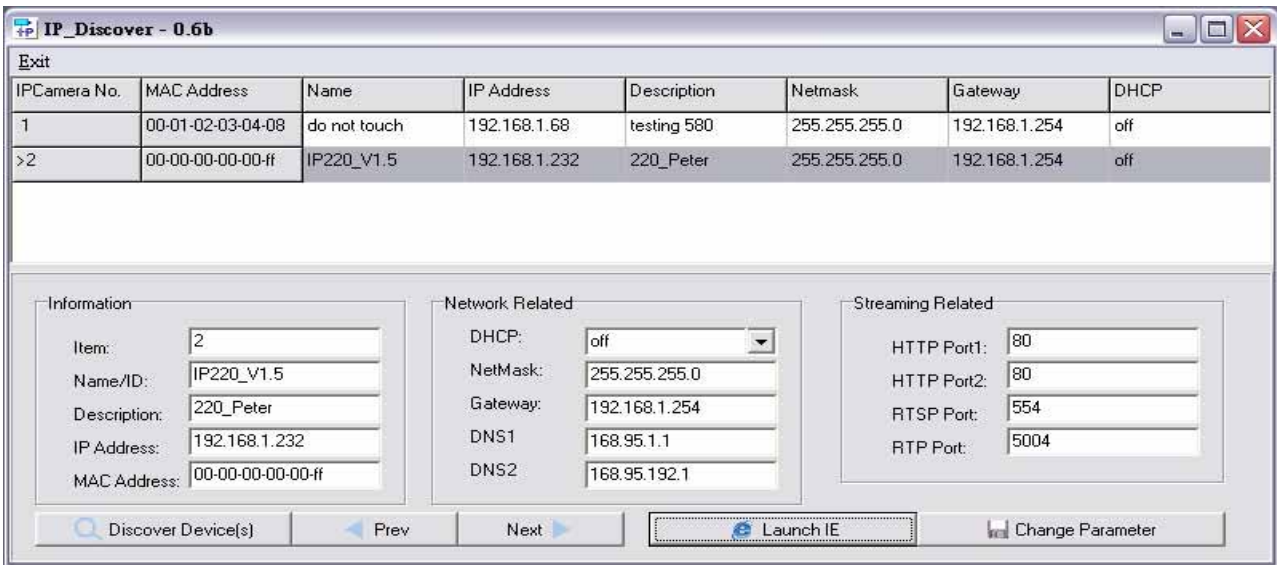 IP_Discover - 0.6b
Exit
IPCamera No. MAC Address Name IP Address Description Netmask Gateway DHCP
1 00-01-02-03-04-08 do not touch 192.168.1.68 testing 580 255.255.255.0 192.168.1.254 off
>2 00-00-00-00-00-ff IP220_V1.5 192.168.1.232 220_Peter 255.255.255.0 192.168.1.254 off
Information
Item: 2
Name/ID: IP220_V1.5
Description: 220_Peter
IP Address: 192.168.1.232
MAC Address: 00-00-00-00-00-ff
Network Related
DHCP: off
NetMask: 255.255.255.0
Gateway: 192.168.1.254
DNS1 168.95.1.1
DNS2 168.95.192.1
Streaming Related
HTTP Port1: 80
HTTP Port2: 80
RTSP Port: 554
RTP Port: 5004
Discover Device(s) Prev Next Launch IE Change Parameter